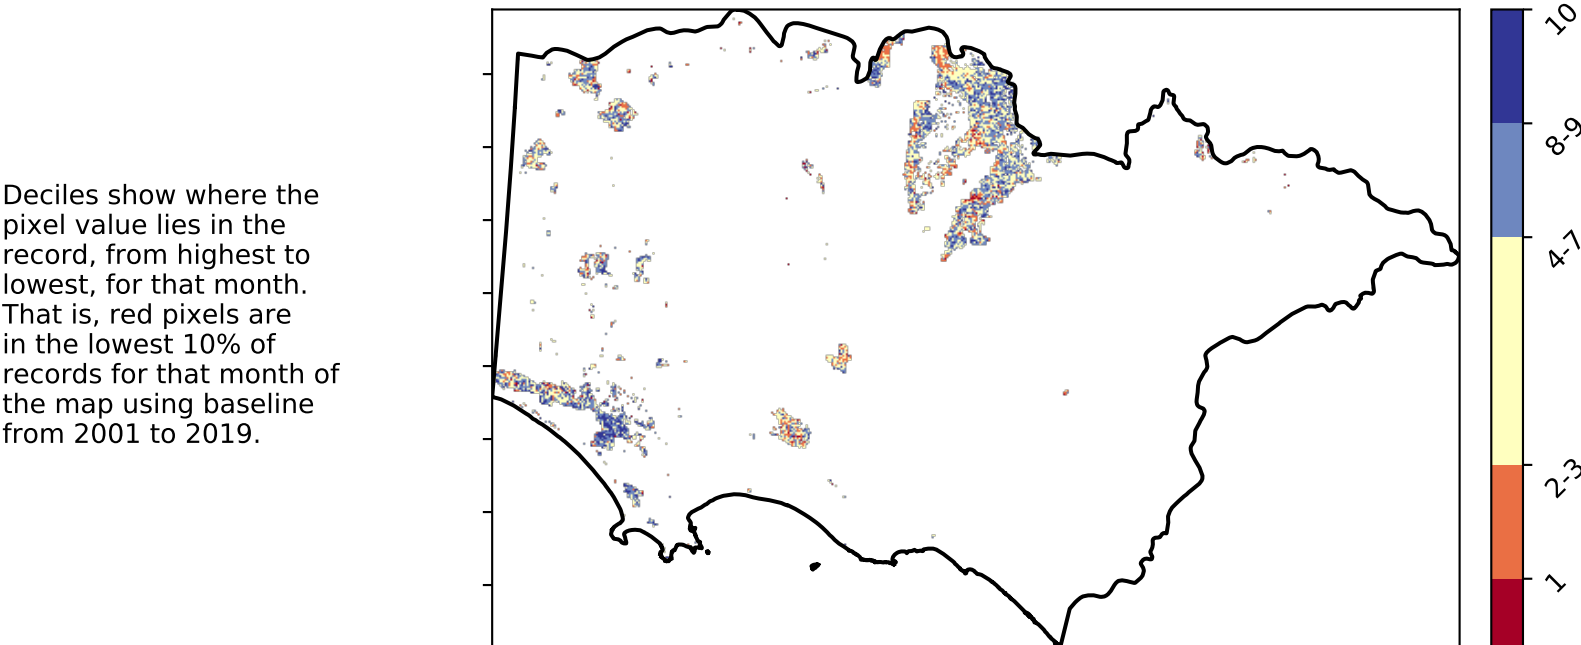 Deciles show where the
pixel value lies in the
record, from highest to
lowest, for that month.
That is, red pixels are
in the lowest 10% of
records for that month of
the map using baseline
from 2001 to 2019.
10
8-9
4-7
2-3
1